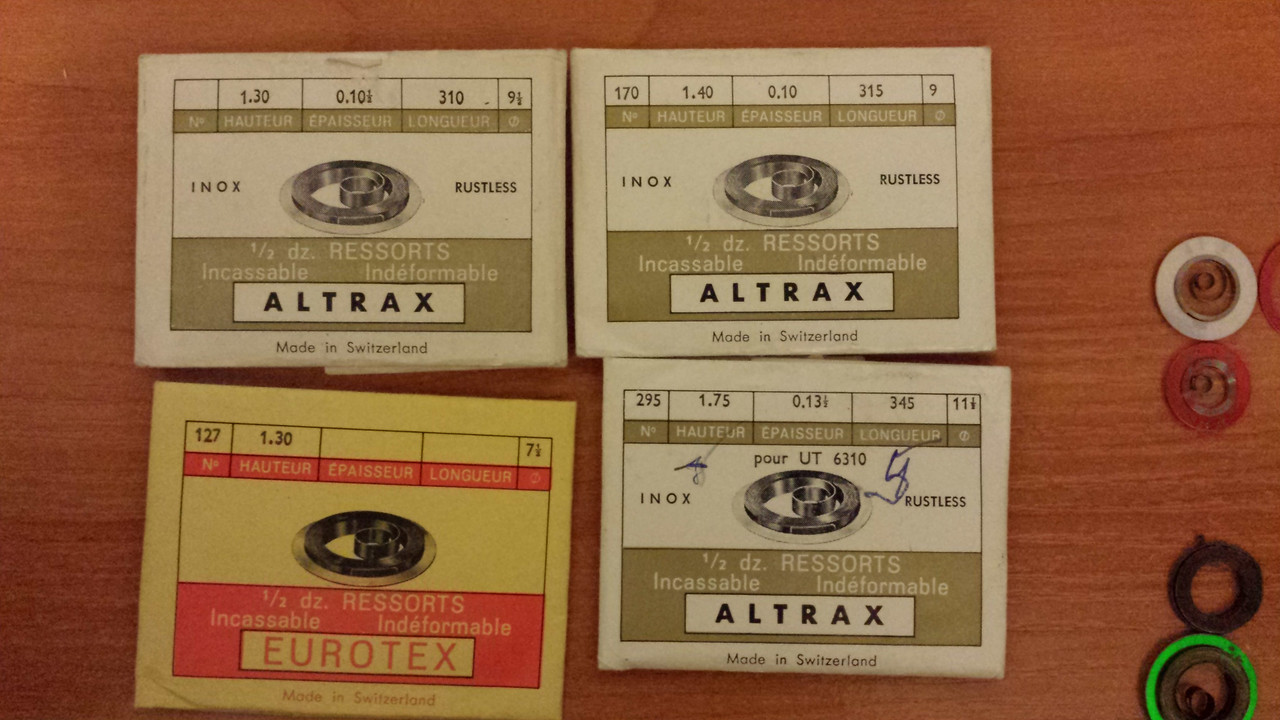 1.30 0.10½ 310 9½
Nº HAUTEUR ÉPAISSEUR LONGUEUR ∅
INOX RUSTLESS
1/2 dz. RESSORTS
Incassable Indéformable
ALTRAX
Made in Switzerland
170 1.40 0.10 315 9
Nº HAUTEUR ÉPAISSEUR LONGUEUR ∅
INOX RUSTLESS
1/2 dz. RESSORTS
Incassable Indéformable
ALTRAX
Made in Switzerland
127 1.30 7½
Nº HAUTEUR ÉPAISSEUR LONGUEUR ∅
1/2 dz. RESSORTS
Incassable Indéformable
EUROTEX
Made in Switzerland
295 1.75 0.13½ 345 11½
Nº HAUTEUR ÉPAISSEUR LONGUEUR ∅
pour UT 6310
INOX RUSTLESS
1/2 dz. RESSORTS
Incassable Indéformable
ALTRAX
Made in Switzerland